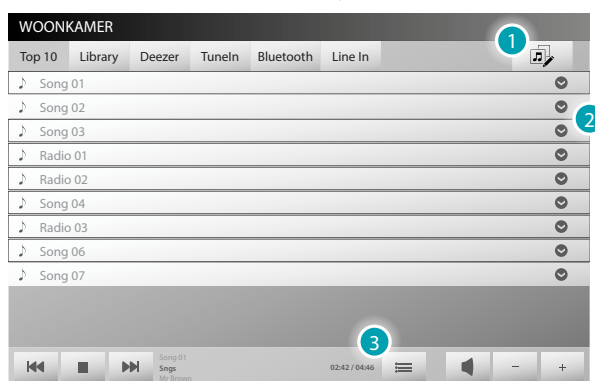 WOONKAMER
1
Top 10 Library Deezer TuneIn Bluetooth Line In
Song 01
Song 02
2
Song 03
Radio 01
Radio 02
Song 04
Radio 03
Song 06
Song 07
3
Song 01
Sngs
02:42 / 04:46
Mr Brown